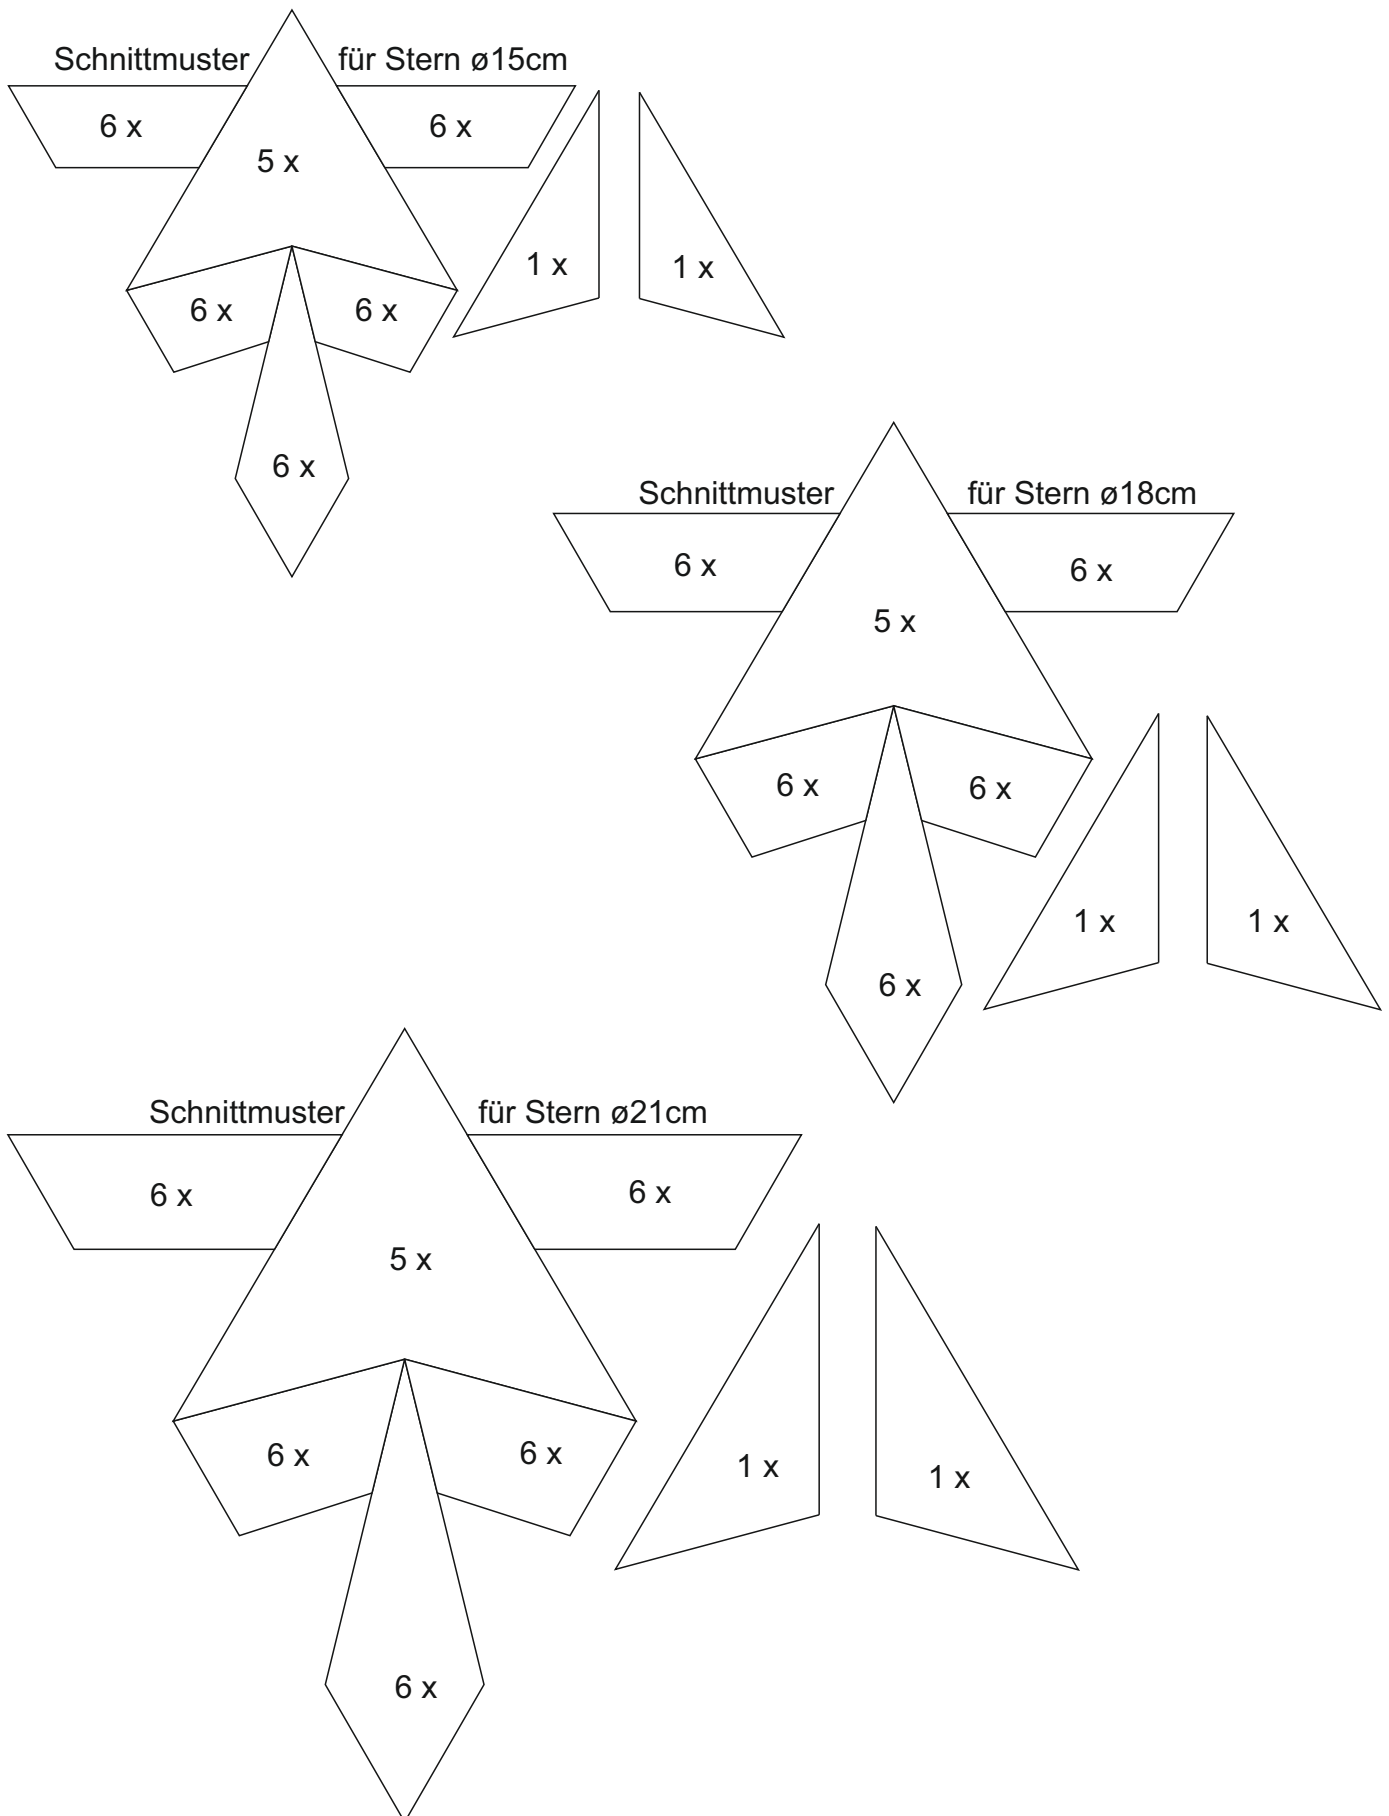 Schnittmuster für Stern ø15cm
6 x 6 x
5 x
1 x 1 x
6 x 6 x
6 x
Schnittmuster für Stern ø18cm
6 x 6 x
5 x
6 x 6 x
1 x 1 x
6 x
Schnittmuster für Stern ø21cm
6 x 6 x
5 x
6 x 6 x
1 x 1 x
6 x